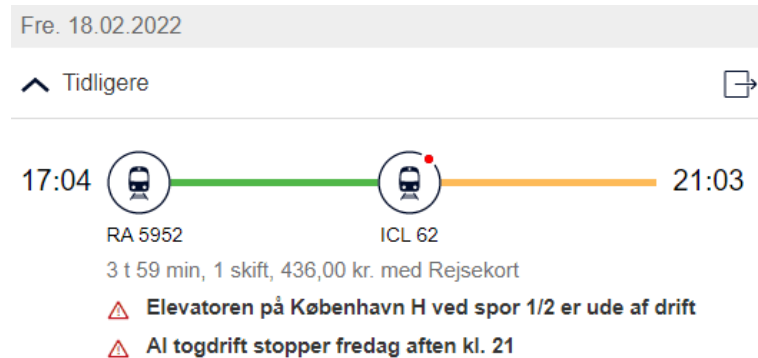 Fre. 18.02.2022
Tidligere
17:04 21:03
RA 5952 ICL 62
3 t 59 min, 1 skift, 436,00 kr. med Rejsekort
Elevatoren på København H ved spor 1/2 er ude af drift
Al togdrift stopper fredag aften kl. 21